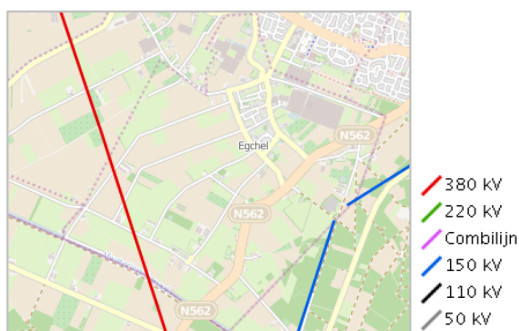 N562
Egchel
N562
N562
380 kV
220 kV
Combilijn
150 kV
110 kV
50 kV